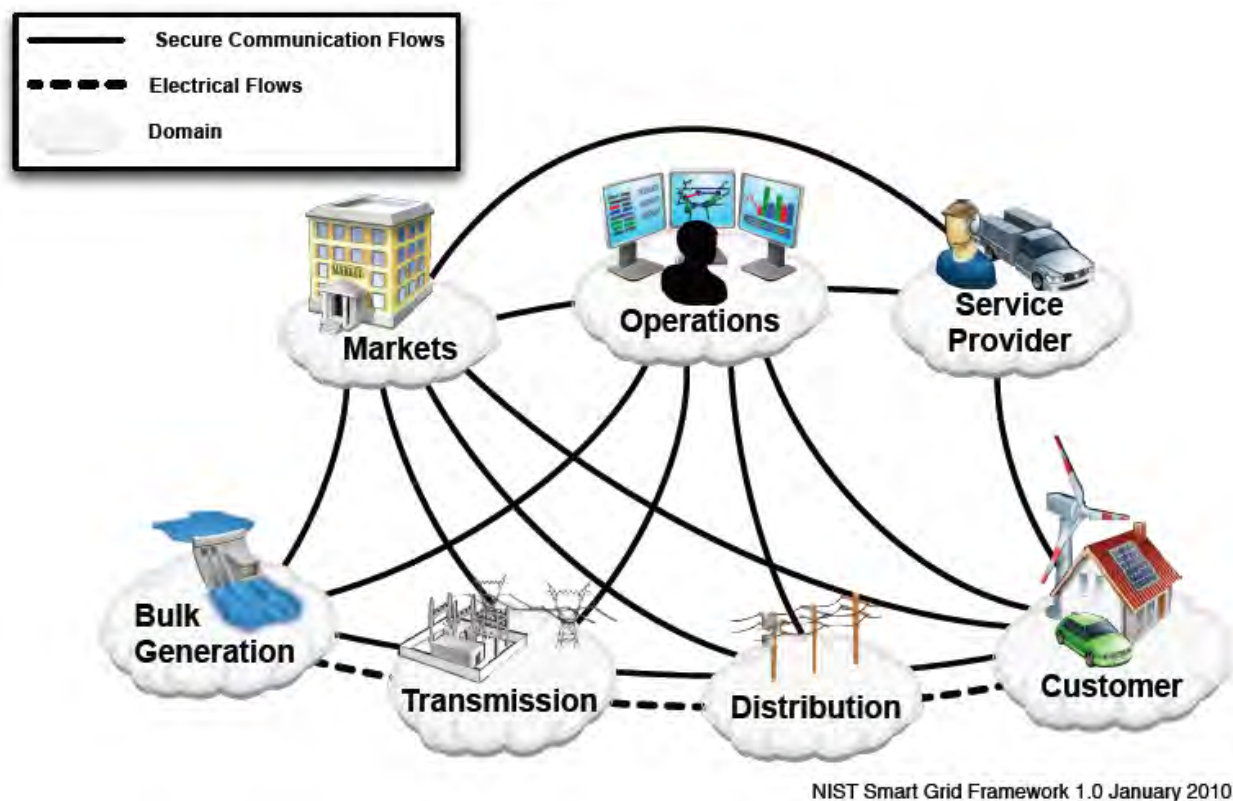 Secure Communication Flows
Electrical Flows
Domain
MARKET
Markets
Operations
Service
Provider
Bulk
Generation
Transmission
Distribution
Customer
NIST Smart Grid Framework 1.0 January 2010